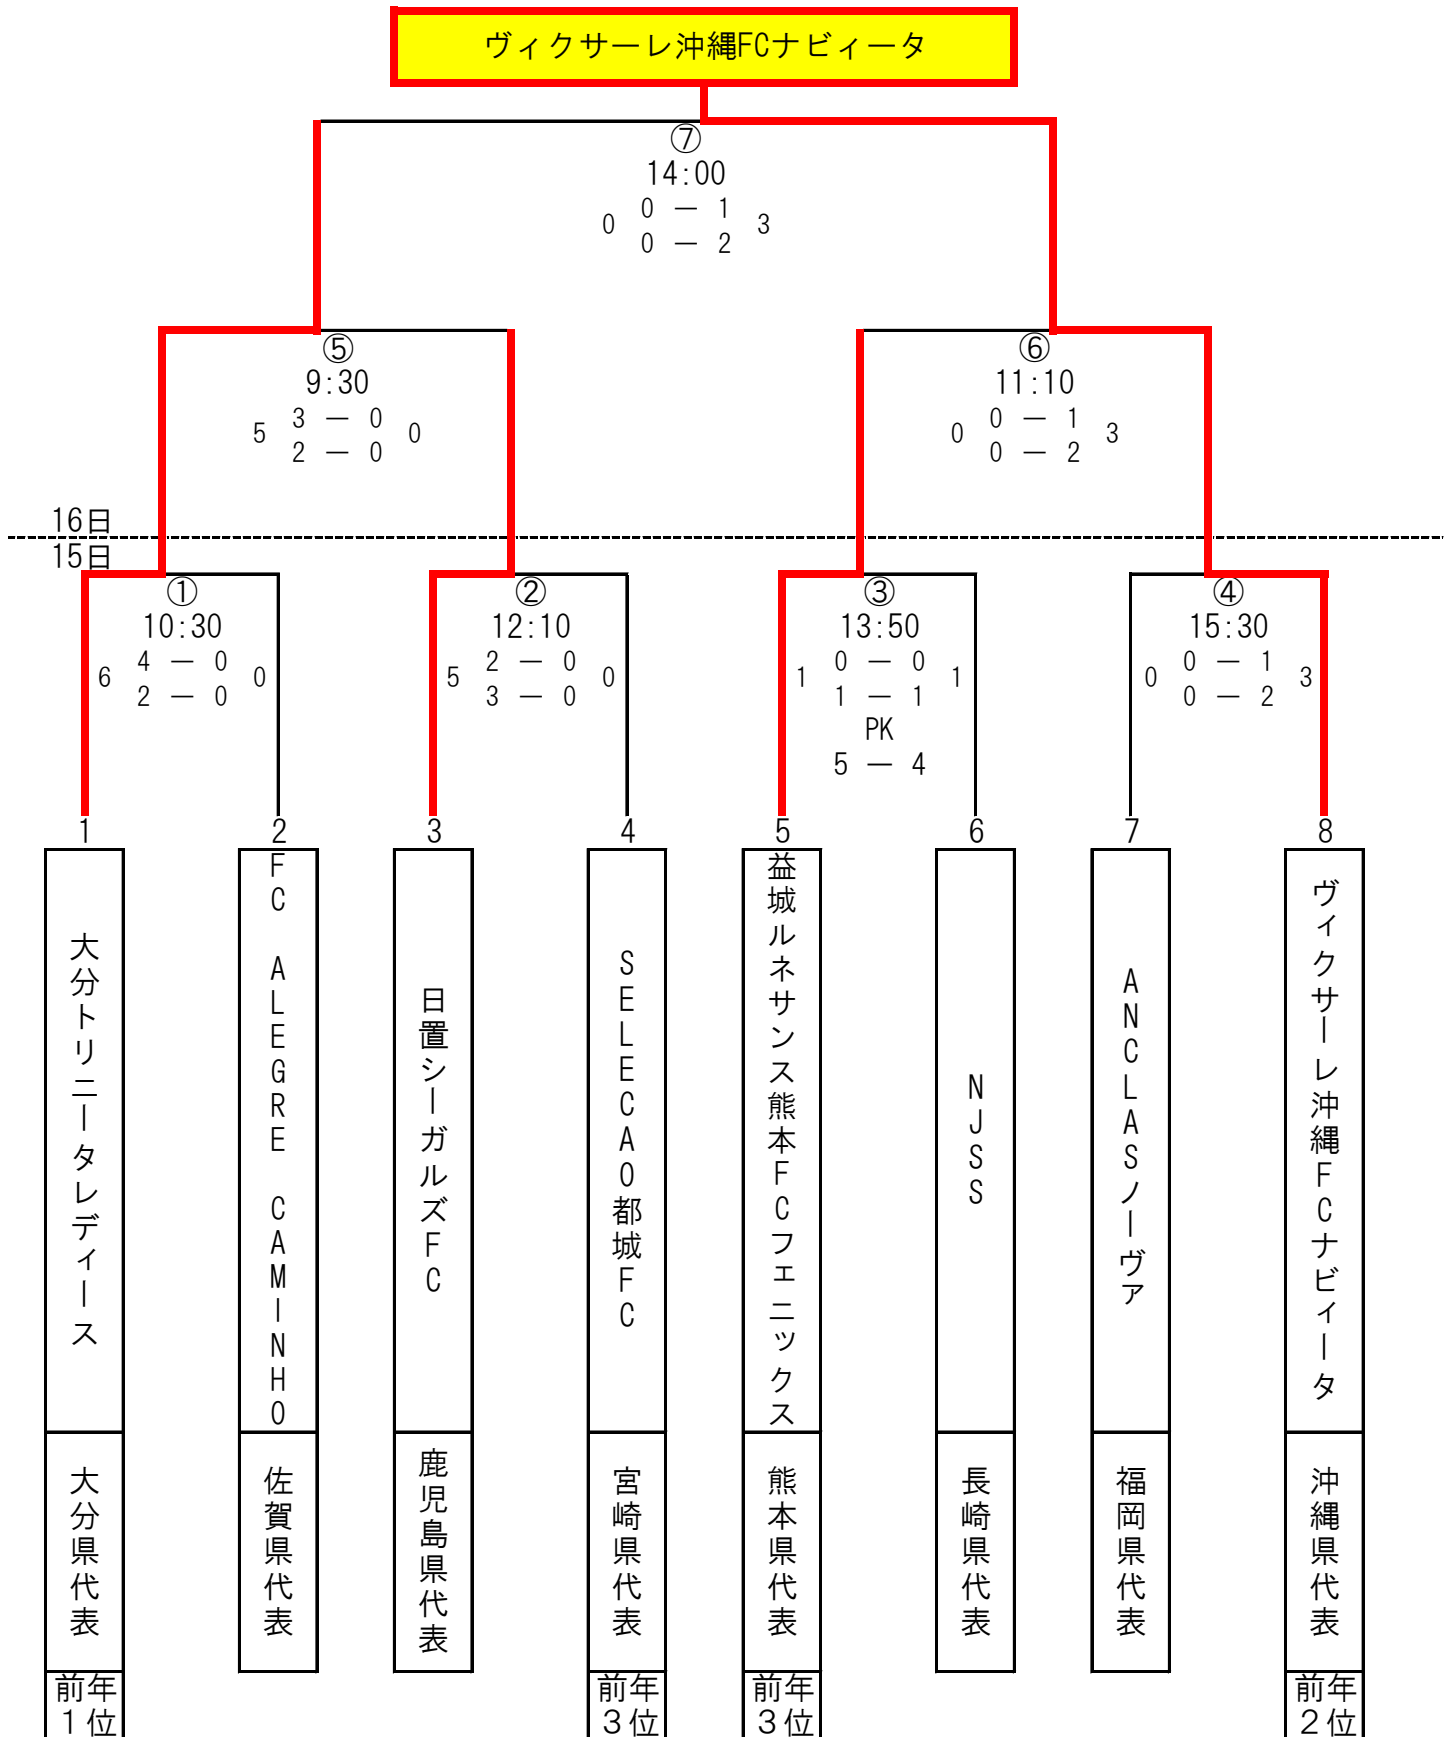 ヴィクサーレ沖縄FCナビィータ
⑦
14:00
0 0 － 1 3
0 － 2
⑤
9:30
5 3 － 0 0
2 － 0
⑥
11:10
0 0 － 1 3
0 － 2
16日
15日
①
10:30
6 4 － 0 0
2 － 0
②
12:10
5 2 － 0 0
3 － 0
③
13:50
1 0 － 0 1
1 － 1
PK
5 － 4
④
15:30
0 0 － 1 3
0 － 2
1 2 3 4 5 6 7 8
大分トリニータレディース
FC ALEGRE CAMINHO
日置シーガルズFC
SELECAO都城FC
益城ルネサンス熊本FCフェニックス
NJSS
ANCLASノーヴァ
ヴィクサーレ沖縄FCナビィータ
大分県代表
佐賀県代表
鹿児島県代表
宮崎県代表
熊本県代表
長崎県代表
福岡県代表
沖縄県代表
前年
１位
前年
３位
前年
３位
前年
２位